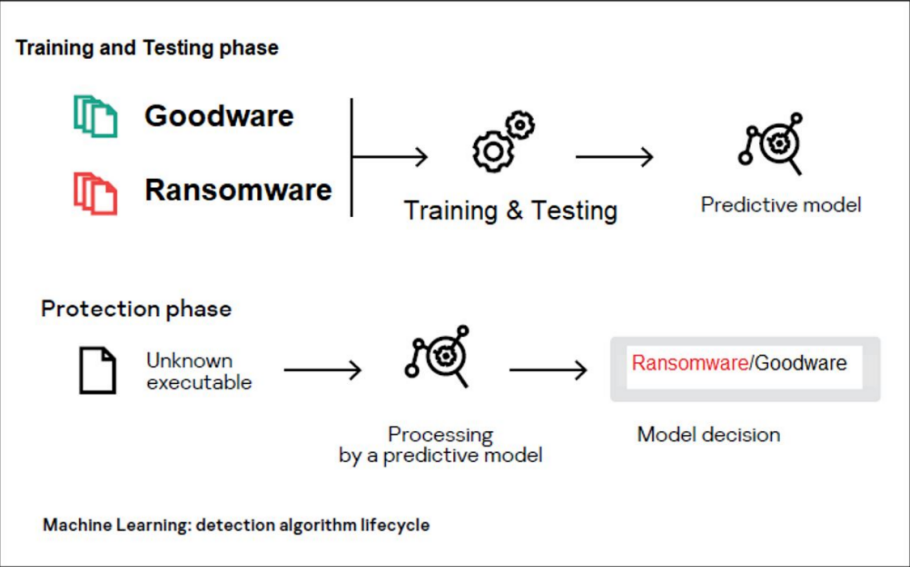 Training and Testing phase
Goodware
Ransomware
Training & Testing
Predictive model
Protection phase
Unknown
executable
Processing
by a predictive model
Ransomware/Goodware
Model decision
Machine Learning: detection algorithm lifecycle